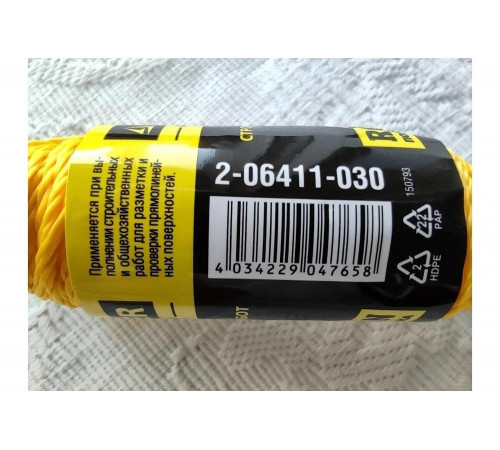 Применяется при вы-
полнении строительных
и общехозяйственных
работ для разметки и
проверки прямолиней-
ных поверхностей.
2-06411-030
4 034229 047658
150793
22
PAP
2
HDPE